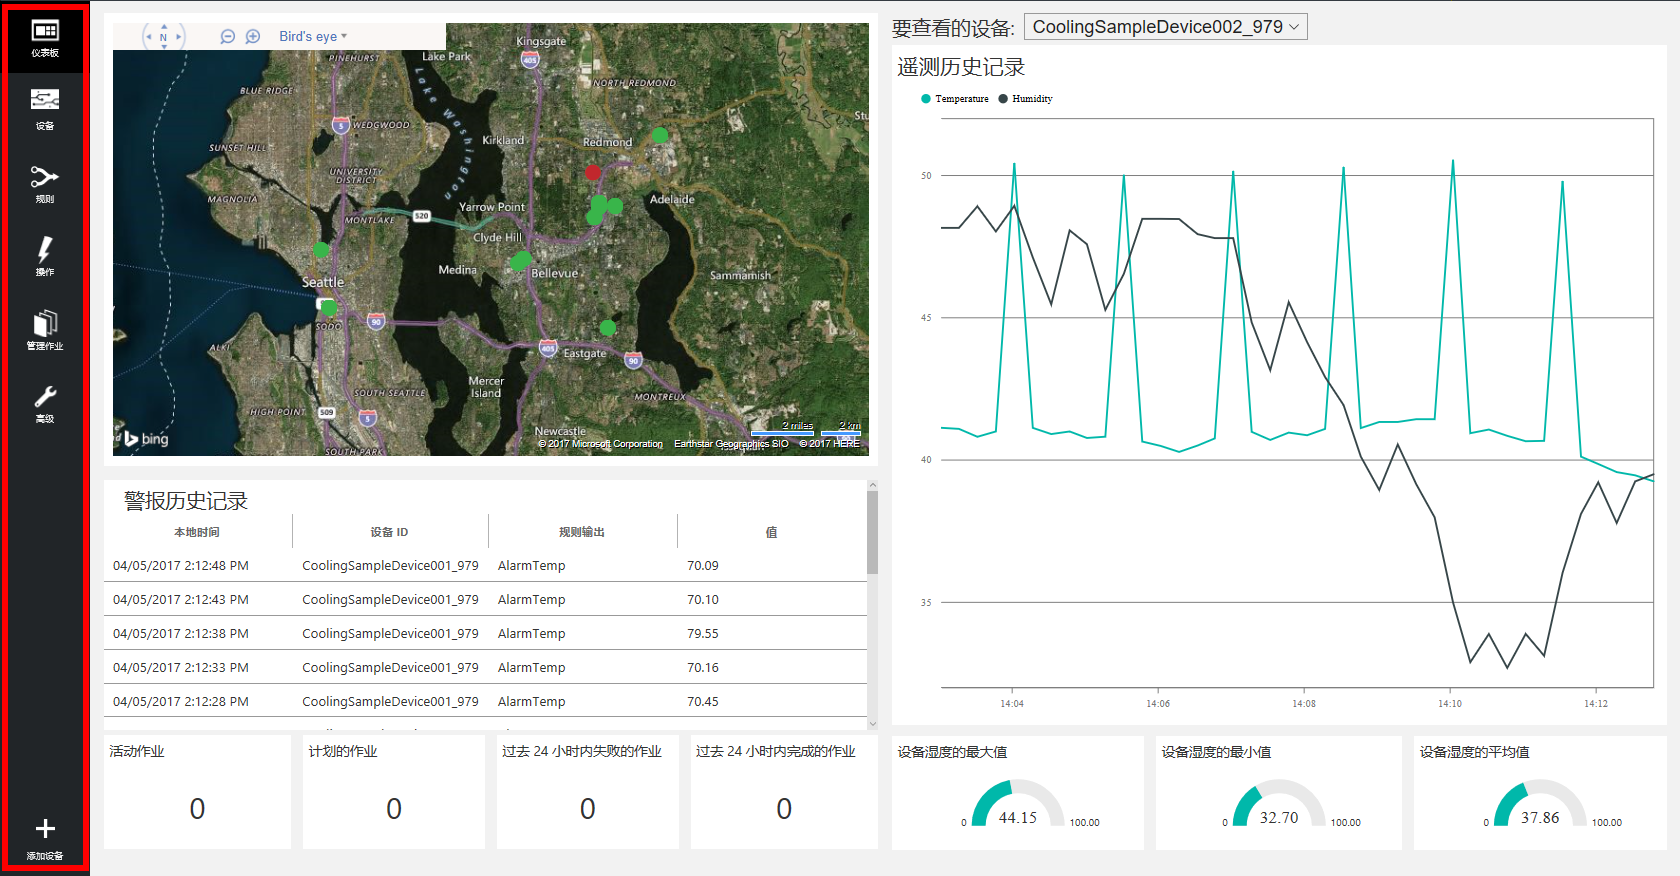 仪表板
设备
规则
操作
管理作业
高级
添加设备
N
Bird's eye
Kingsgate
405
PINEHURST
Lake Park
BLUE RIDGE
NORTH REDMOND
Lake Washington
5
WEDGWOOD
Kirkland
Redmond
SUNSET HILL
UNIVERSITY
DISTRICT
MAGNOLIA
MONTLAKE
520
Yarrow Point
Adelaide
Clyde Hill
Medina
Bellevue
Sammamish
Seattle
SODO
90
ALKI
405
Eastgate
90
Mercer
Island
SOUTH SEATTLE
MONTREUX
HIGH POINT
509
5
Newcastle
2 miles
2 km
bing
© 2017 Microsoft Corporation
Earthstar Geographics SIO
© 2017 HERE
SOUTH PARK
警报历史记录
本地时间 设备 ID 规则输出 值
04/05/2017 2:12:48 PM CoolingSampleDevice001_979 AlarmTemp 70.09
04/05/2017 2:12:43 PM CoolingSampleDevice001_979 AlarmTemp 70.10
04/05/2017 2:12:38 PM CoolingSampleDevice001_979 AlarmTemp 79.55
04/05/2017 2:12:33 PM CoolingSampleDevice001_979 AlarmTemp 70.16
04/05/2017 2:12:28 PM CoolingSampleDevice001_979 AlarmTemp 70.45
活动作业
0
计划的作业
0
过去 24 小时内失败的作业
0
过去 24 小时内完成的作业
0
要查看的设备: CoolingSampleDevice002_979
遥测历史记录
Temperature Humidity
50
45
40
35
14:04 14:06 14:08 14:10 14:12
设备湿度的最大值
0 44.15 100.00
设备湿度的最小值
0 32.70 100.00
设备湿度的平均值
0 37.86 100.00